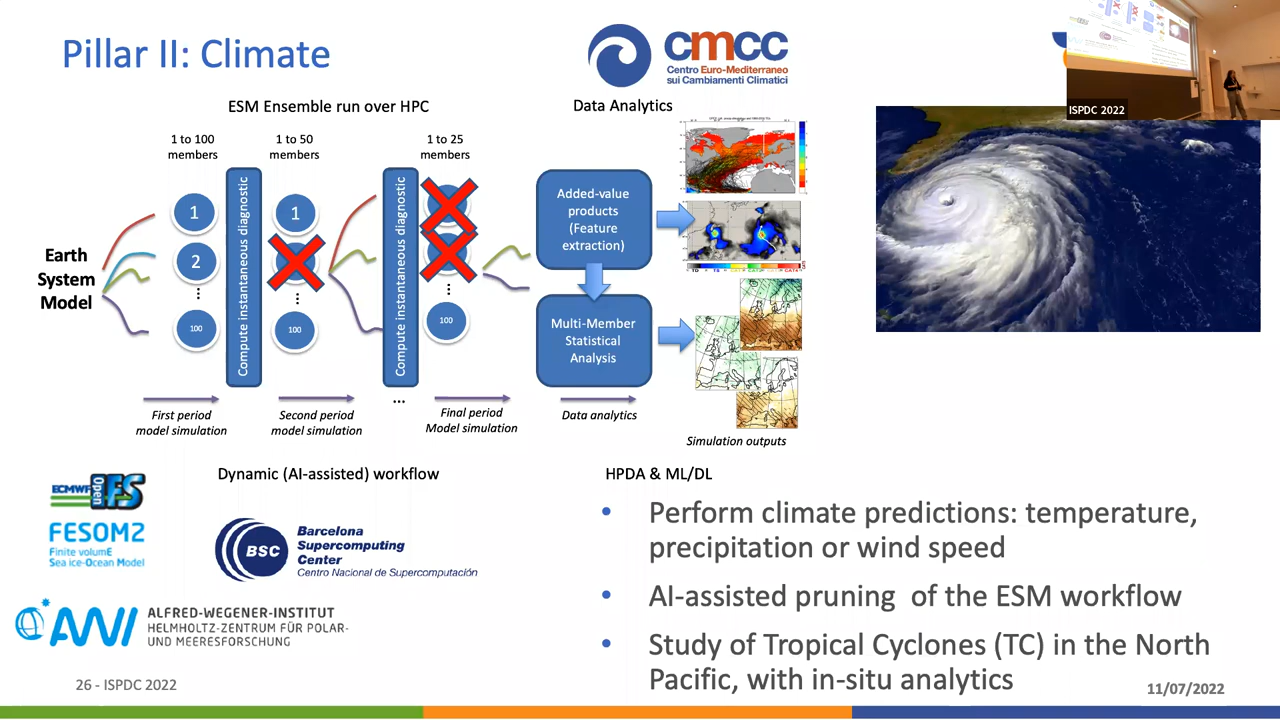 Pillar II: Climate
cmcc
Centro Euro-Mediterraneo
sui Cambiamenti Climatici
ISPDC 2022
ESM Ensemble run over HPC
Data Analytics
1 to 100
members
1 to 50
members
1 to 25
members
Earth
System
Model
1
2
100
Compute instantaneous diagnostic
1
100
Compute instantaneous diagnostic
...
100
Added-value
products
(Feature
extraction)
Multi-Member
Statistical
Analysis
First period
model simulation
Second period
model simulation
Final period
Model simulation
Data analytics
Simulation outputs
Dynamic (AI-assisted) workflow
HPDA & ML/DL
ECMWF OpenIFS
FESOM2
Finite volumE
Sea ice-Ocean Model
BSC
Barcelona
Supercomputing
Center
Centro Nacional de Supercomputación
AWI
ALFRED-WEGENER-INSTITUT
HELMHOLTZ-ZENTRUM FÜR POLAR-
UND MEERESFORSCHUNG
• Perform climate predictions: temperature,
precipitation or wind speed
• AI-assisted pruning of the ESM workflow
• Study of Tropical Cyclones (TC) in the North
Pacific, with in-situ analytics
26 - ISPDC 2022
11/07/2022